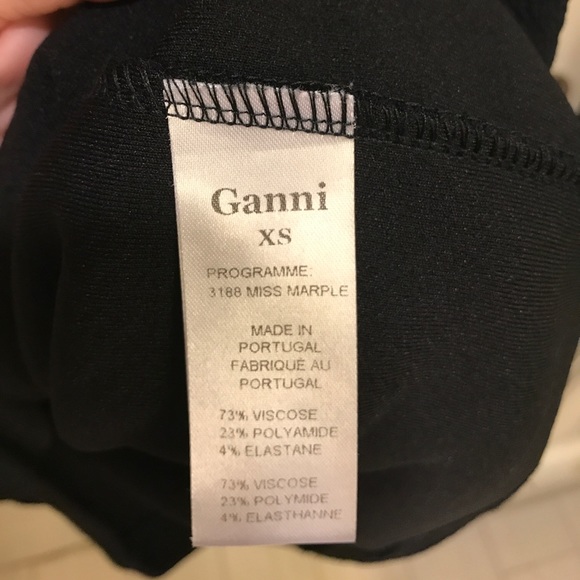 Ganni
XS
PROGRAMME:
3188 MISS MARPLE
MADE IN
PORTUGAL
FABRIQUÉ AU
PORTUGAL
73% VISCOSE
23% POLYAMIDE
4% ELASTANE
73% VISCOSE
23% POLYMIDE
4% ELASTHANNE